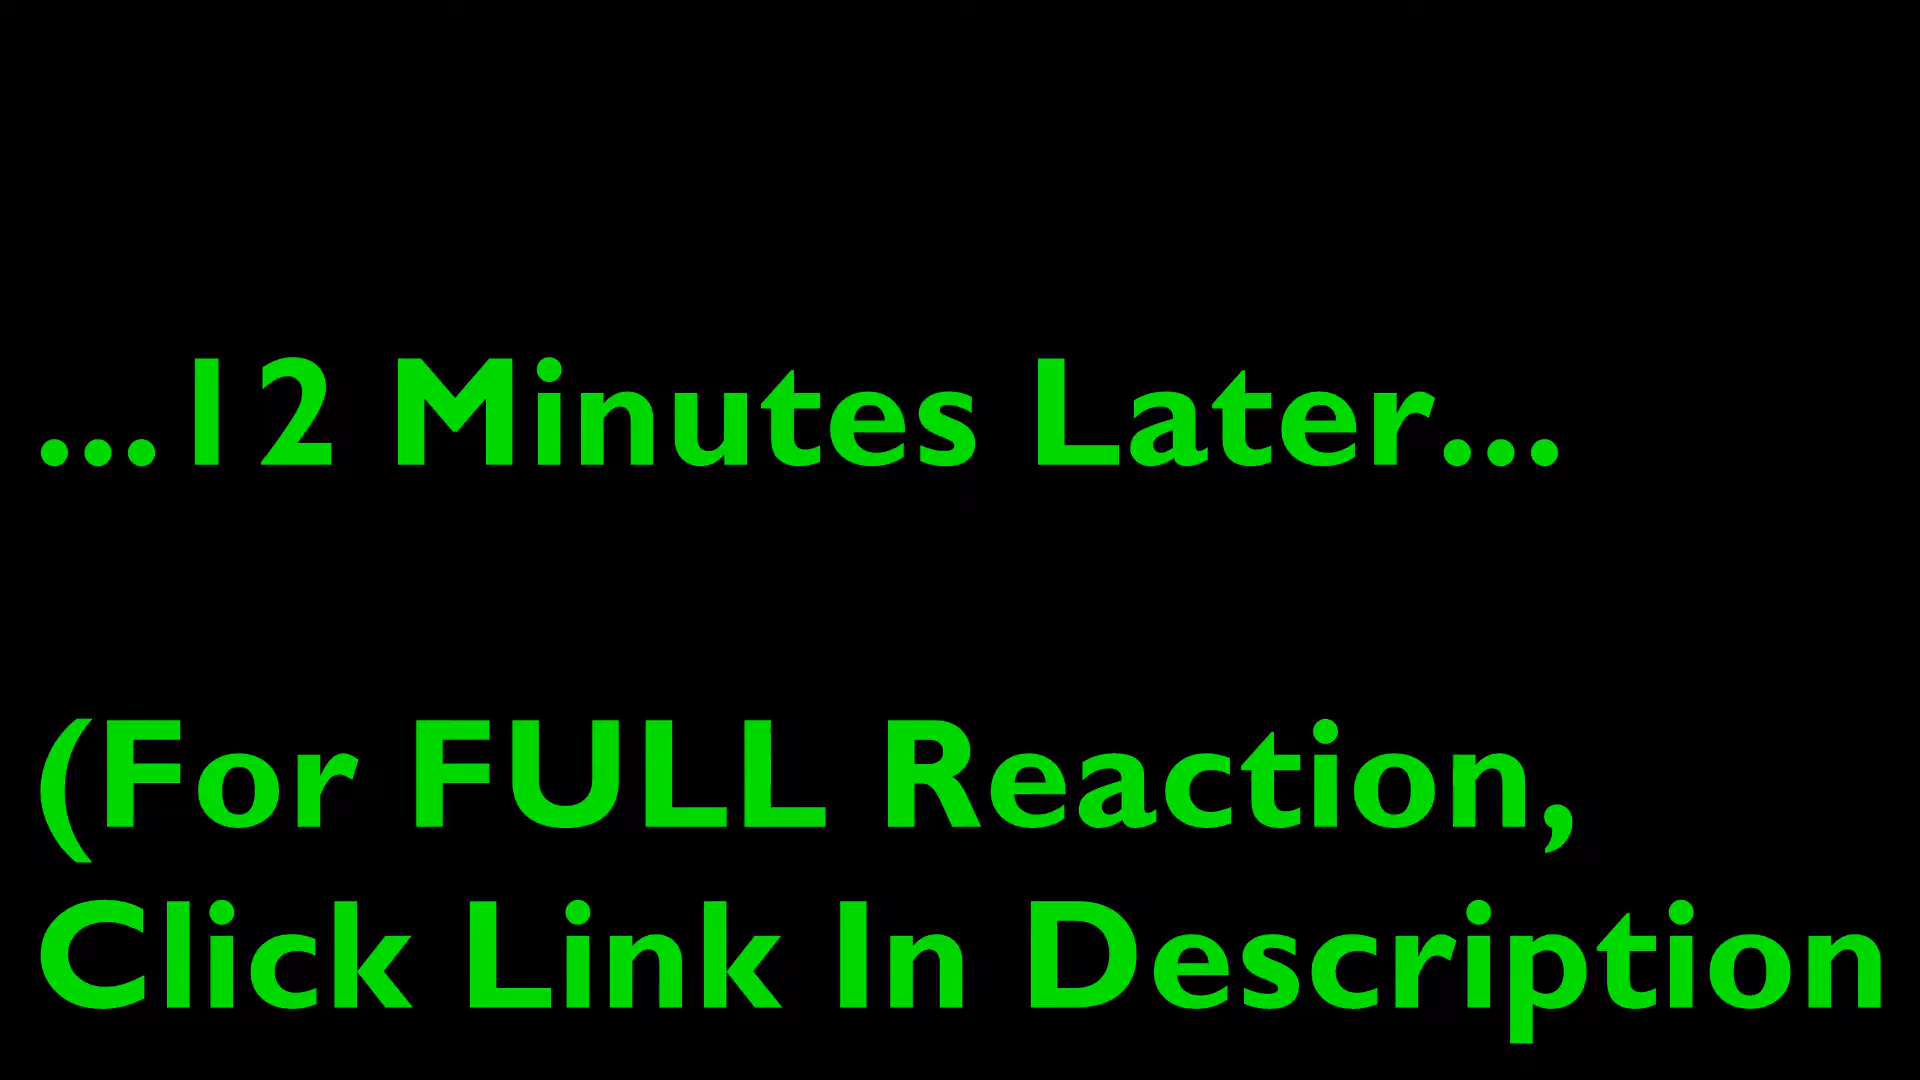 ...12 Minutes Later...
(For FULL Reaction,
Click Link In Description